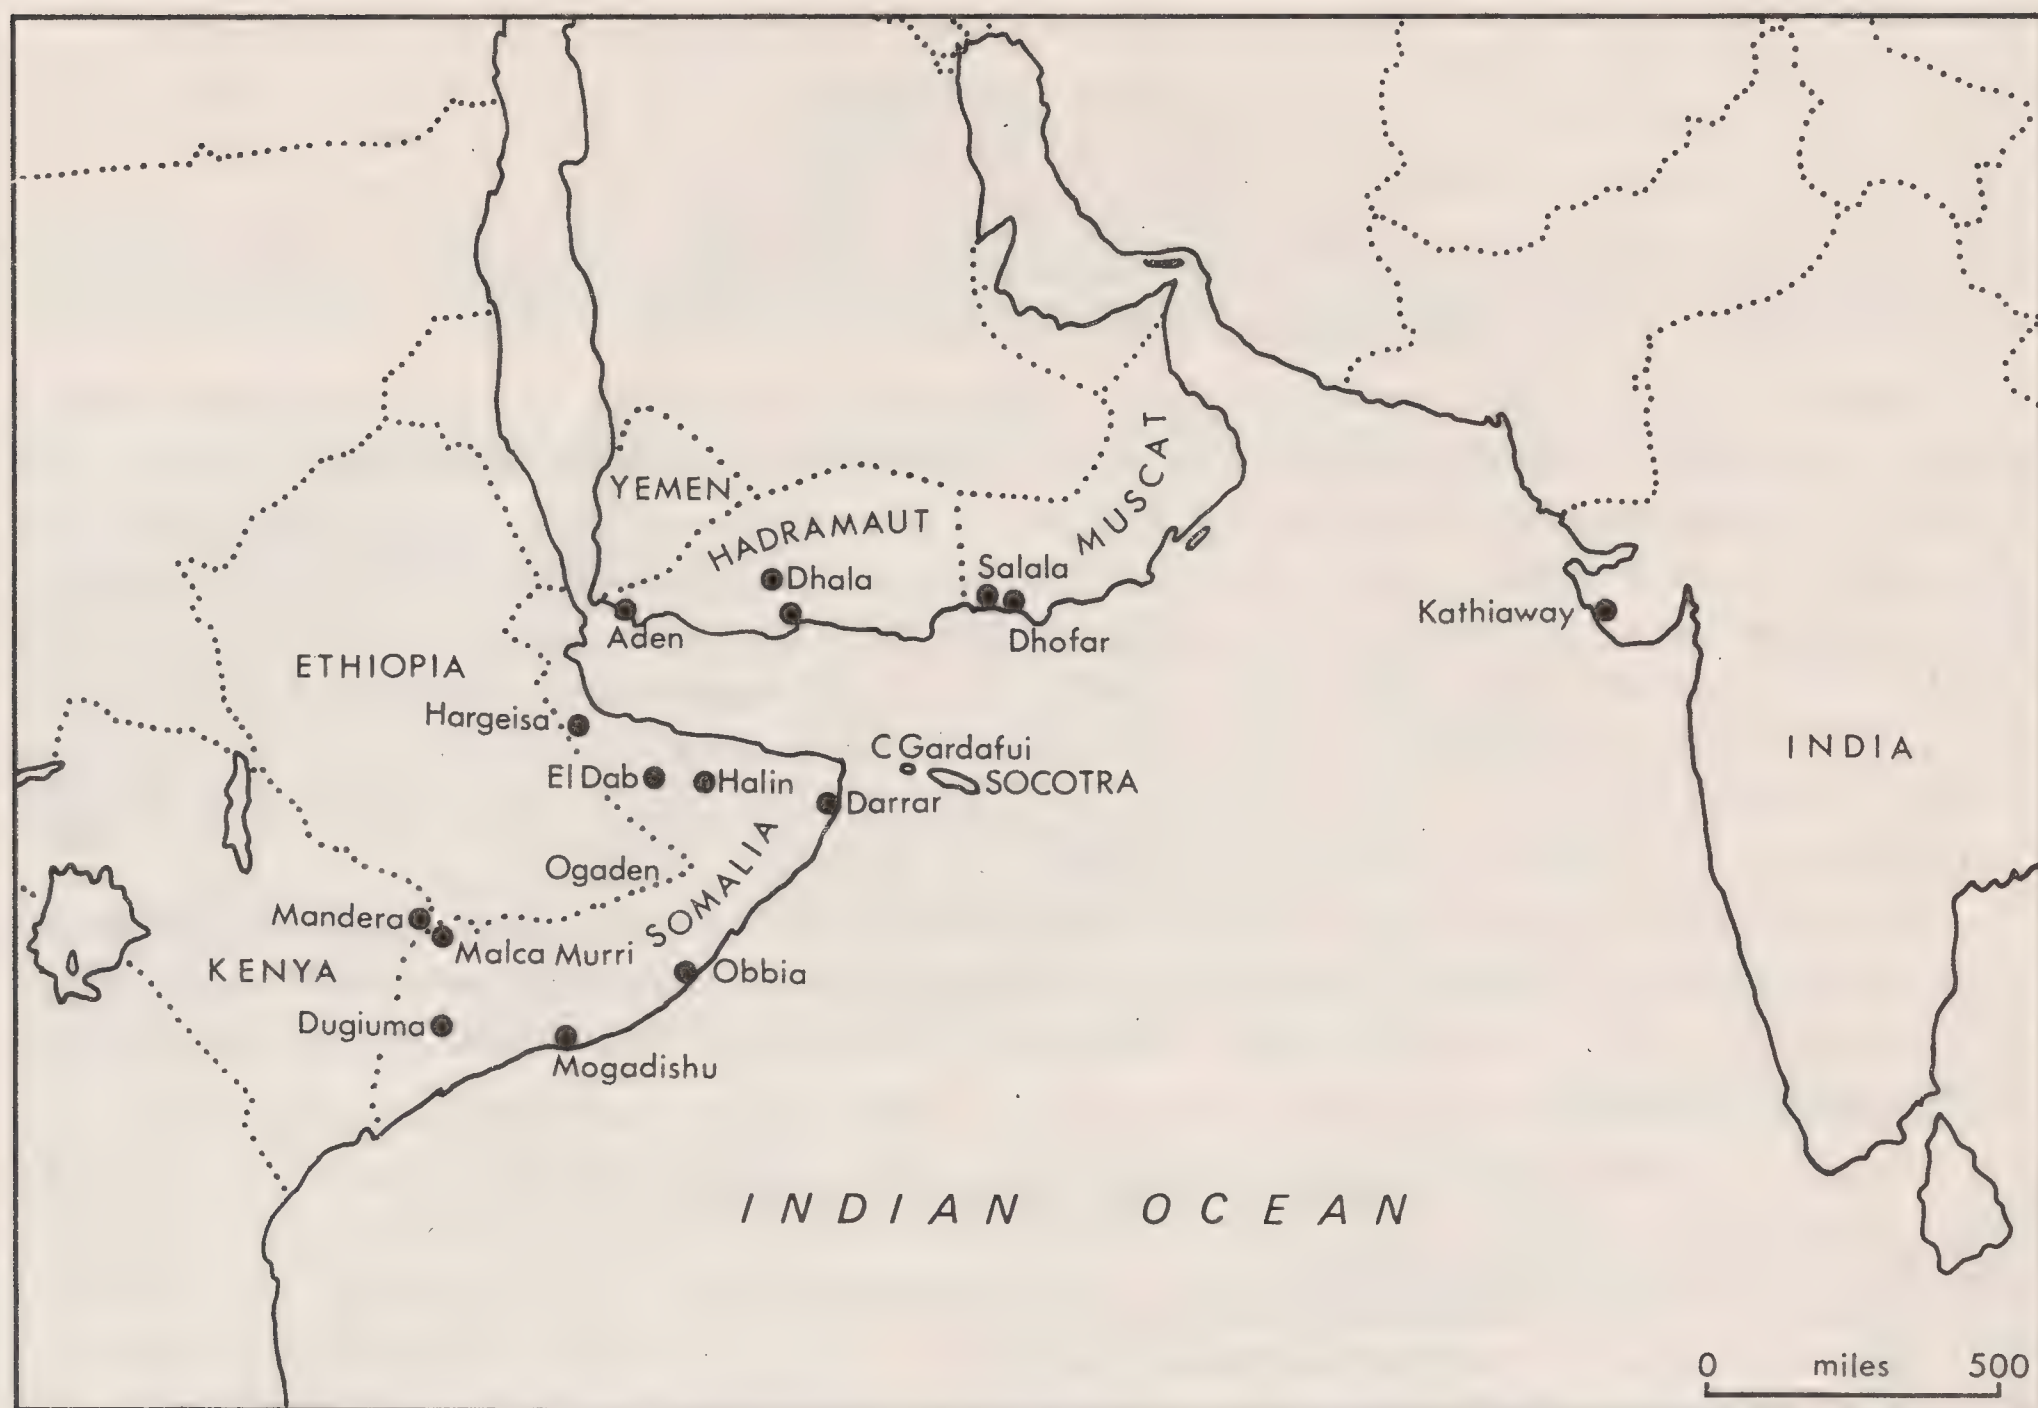 YEMEN
HADRAMAUT
MUSCAT
Dhala
Salala
Aden
Dhofar
Kathiaway
ETHIOPIA
Hargeisa
C Gardafui
INDIA
El Dab
Halin
SOCOTRA
Darrar
Ogaden
SOMALIA
Mandera
Malca Murri
KENYA
Obbia
Dugiuma
Mogadishu
INDIAN OCEAN
0 miles 500